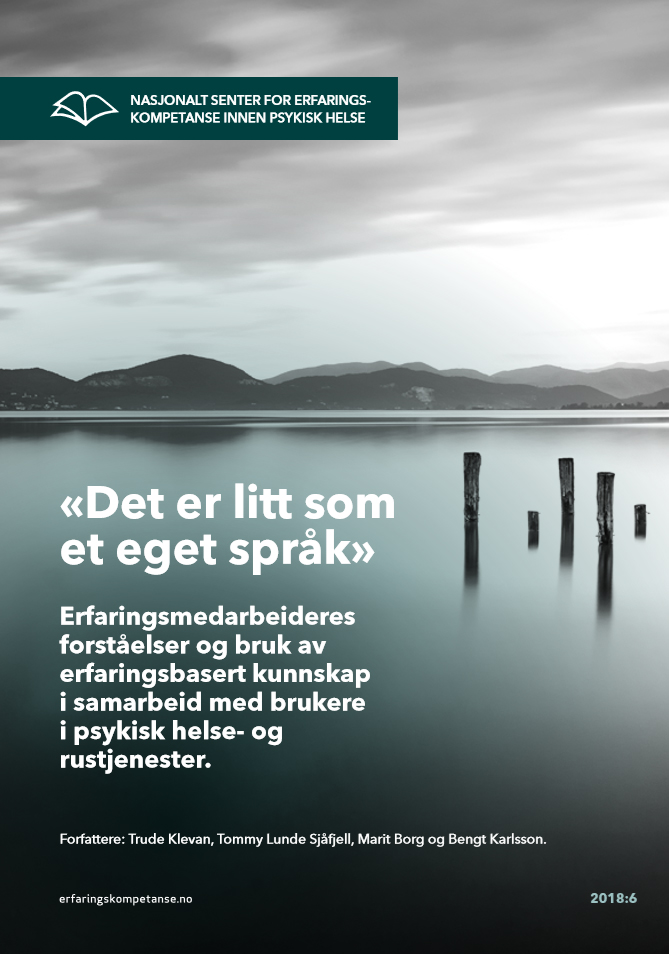 NASJONALT SENTER FOR ERFARINGS-
KOMPETANSE INNEN PSYKISK HELSE
«Det er litt som
et eget språk»
Erfaringsmedarbeideres
forståelser og bruk av
erfaringsbasert kunnskap
i samarbeid med brukere
i psykisk helse- og
rustjenester.
Forfattere: Trude Klevan, Tommy Lunde Sjåfjell, Marit Borg og Bengt Karlsson.
erfaringskompetanse.no
2018:6